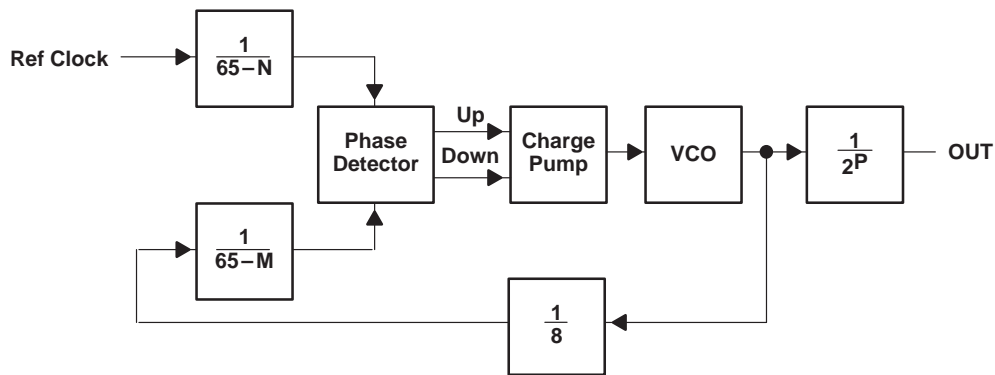 Ref Clock
1
65–N
Phase
Detector
Up
Down
Charge
Pump
VCO
1
2P
OUT
1
65–M
1
8